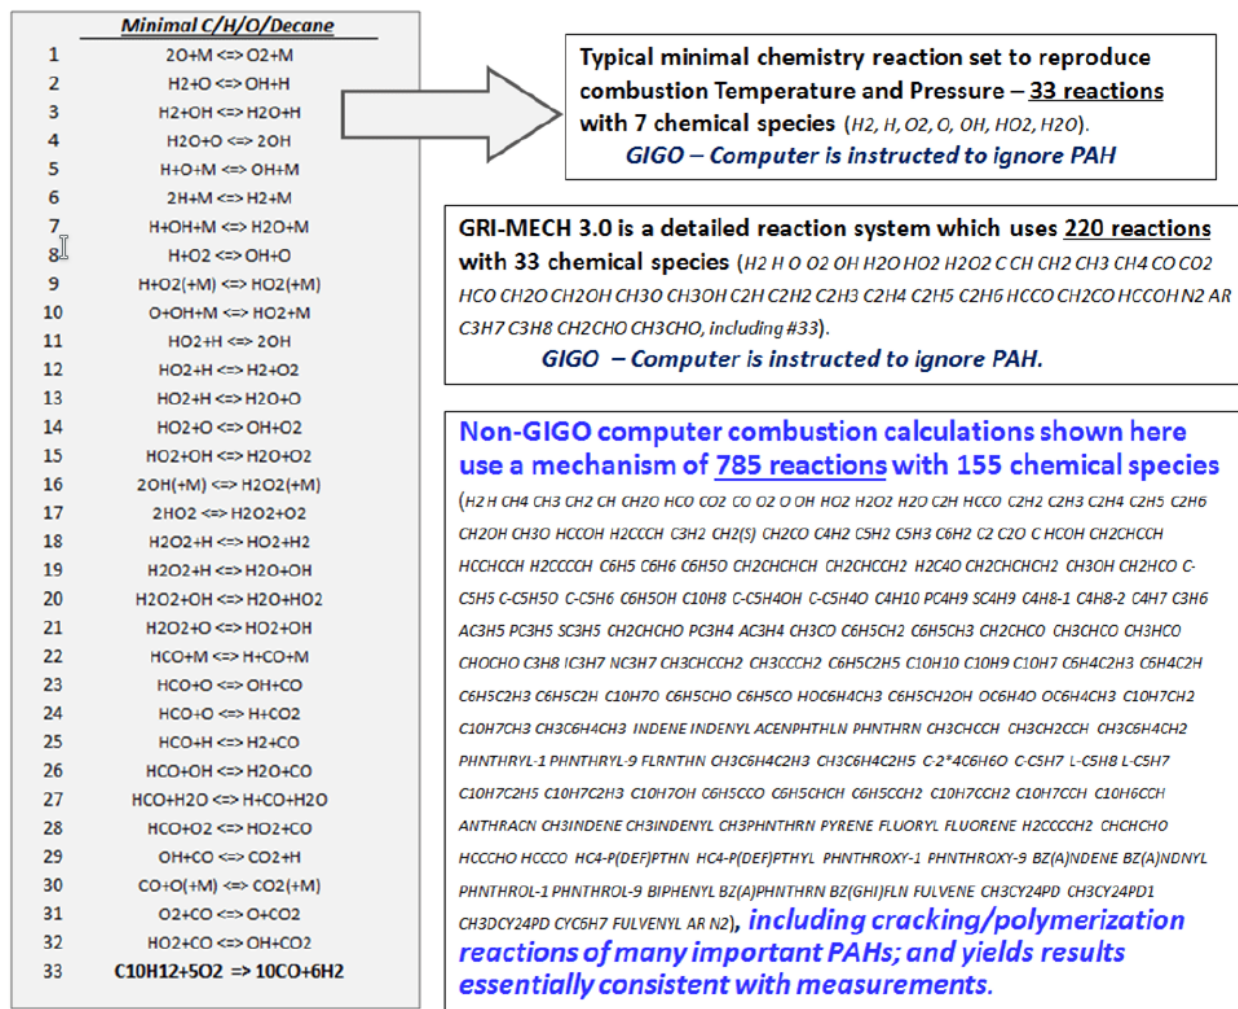 Minimal C/H/O/Decane
1 2O+M <=> O2+M
2 H2+O <=> OH+H
3 H2+OH <=> H2O+H
4 H2O+O <=> 2OH
5 H+O+M <=> OH+M
6 2H+M <=> H2+M
7 H+OH+M <=> H2O+M
8 H+O2 <=> OH+O
9 H+O2(+M) <=> HO2(+M)
10 O+OH+M <=> HO2+M
11 HO2+H <=> 2OH
12 HO2+H <=> H2+O2
13 HO2+H <=> H2O+O
14 HO2+O <=> OH+O2
15 HO2+OH <=> H2O+O2
16 2OH(+M) <=> H2O2(+M)
17 2HO2 <=> H2O2+O2
18 H2O2+H <=> HO2+H2
19 H2O2+H <=> H2O+OH
20 H2O2+OH <=> H2O+HO2
21 H2O2+O <=> HO2+OH
22 HCO+M <=> H+CO+M
23 HCO+O <=> OH+CO
24 HCO+O <=> H+CO2
25 HCO+H <=> H2+CO
26 HCO+OH <=> H2O+CO
27 HCO+H2O <=> H+CO+H2O
28 HCO+O2 <=> HO2+CO
29 OH+CO <=> CO2+H
30 CO+O(+M) <=> CO2(+M)
31 O2+CO <=> O+CO2
32 HO2+CO <=> OH+CO2
33 C10H12+5O2 => 10CO+6H2
Typical minimal chemistry reaction set to reproduce
combustion Temperature and Pressure – 33 reactions
with 7 chemical species (H2, H, O2, O, OH, HO2, H2O).
GIGO – Computer is instructed to ignore PAH
GRI-MECH 3.0 is a detailed reaction system which uses 220 reactions
with 33 chemical species (H2 H O O2 OH H2O HO2 H2O2 C CH CH2 CH3 CH4 CO CO2
HCO CH2O CH2OH CH3O CH3OH C2H C2H2 C2H3 C2H4 C2H5 C2H6 HCCO CH2CO HCCOH N2 AR
C3H7 C3H8 CH2CHO CH3CHO, including #33).
GIGO – Computer is instructed to ignore PAH.
Non-GIGO computer combustion calculations shown here
use a mechanism of 785 reactions with 155 chemical species
(H2 H CH4 CH3 CH2 CH CH2O HCO CO2 CO O2 O OH HO2 H2O2 H2O C2H HCCO C2H2 C2H3 C2H4 C2H5 C2H6
CH2OH CH3O HCCOH H2CCCH C3H2 CH2(S) CH2CO C4H2 C5H2 C5H3 C6H2 C2 C2O C HCOH CH2CHCCH
HCCHCCH H2CCCCH C6H5 C6H6 C6H5O CH2CHCHCH CH2CHCCH2 H2C4O CH2CHCHCH2 CH3OH CH2HCO C-
C5H5 C-C5H5O C-C5H6 C6H5OH C10H8 C-C5H4OH C-C5H4O C4H10 PC4H9 SC4H9 C4H8-1 C4H8-2 C4H7 C3H6
AC3H5 PC3H5 SC3H5 CH2CHCHO PC3H4 AC3H4 CH3CO C6H5CH2 C6H5CH3 CH2CHCO CH3CHCO CH3HCO
CHOCHO C3H8 IC3H7 NC3H7 CH3CHCCH2 CH3CCCH2 C6H5C2H5 C10H10 C10H9 C10H7 C6H4C2H3 C6H4C2H
C6H5C2H3 C6H5C2H C10H7O C6H5CHO C6H5CO HOC6H4CH3 C6H5CH2OH OC6H4O OC6H4CH3 C10H7CH2
C10H7CH3 CH3C6H4CH3 INDENE INDENYL ACENPHTHLN PHNTHRN CH3CHCCH CH3CH2CCH CH3C6H4CH2
PHNTHRYL-1 PHNTHRYL-9 FLRNTHN CH3C6H4C2H3 CH3C6H4C2H5 C-2*4C6H6O C-C5H7 L-C5H8 L-C5H7
C10H7C2H5 C10H7C2H3 C10H7OH C6H5CCO C6H5CHCH C6H5CCH2 C10H7CCH2 C10H7CCH C10H6CCH
ANTHRACN CH3INDENE CH3INDENYL CH3PHNTHRN PYRENE FLUORYL FLUORENE H2CCCCH2 CHCHCHO
HCCCHO HCCCO HC4-P(DEF)PTHN HC4-P(DEF)PTHYL PHNTHROXY-1 PHNTHROXY-9 BZ(A)NDENE BZ(A)NDNYL
PHNTHROL-1 PHNTHROL-9 BIPHENYL BZ(A)PHNTHRN BZ(GHI)FLN FULVENE CH3CY24PD CH3CY24PD1
CH3DCY24PD CYC6H7 FULVENYL AR N2), including cracking/polymerization
reactions of many important PAHs; and yields results
essentially consistent with measurements.